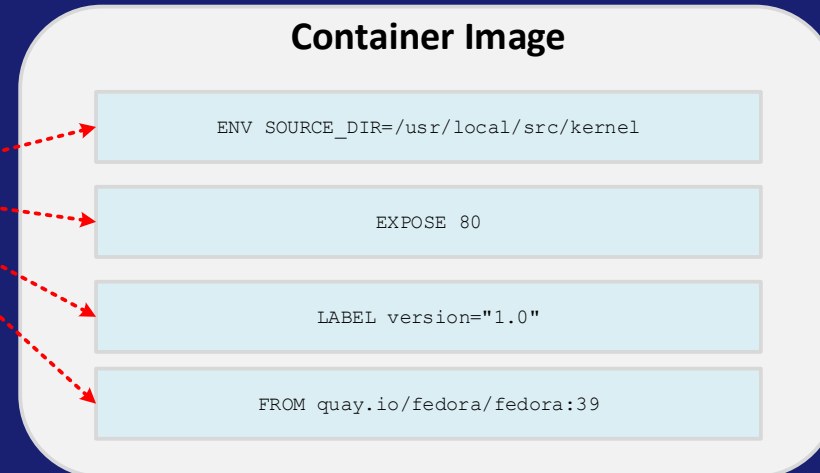 Container Image
ENV SOURCE_DIR=/usr/local/src/kernel
EXPOSE 80
LABEL version="1.0"
FROM quay.io/fedora/fedora:39